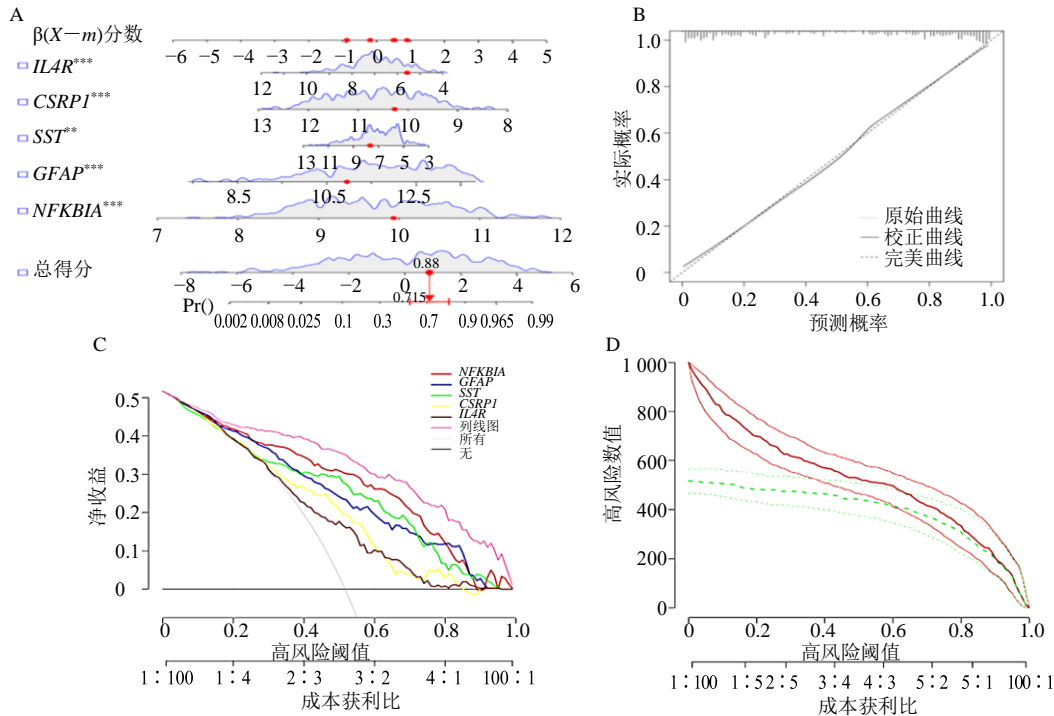 A
β(X－m)分数
−6 −5 −4 −3 −2 −1 0 1 2 3 4 5
IL4R***
12 10 8 6 4
CSRP1***
13 12 11 10 9 8
SST**
13 11 9 7 5 3
GFAP***
8.5 10.5 12.5
NFKBIA***
7 8 9 10 11 12
总得分
0.88
−8 −6 −4 −2 0 2 4 6
Pr()
0.715
0.002 0.008 0.025 0.1 0.3 0.7 0.9 0.965 0.99
B
实际概率
1.0
0.8
0.6
0.4
0.2
0
原始曲线
校正曲线
完美曲线
0 0.2 0.4 0.6 0.8 1.0
预测概率
C
净收益
0.5
0.4
0.3
0.2
0.1
0
NFKBIA
GFAP
SST
CSRP1
IL4R
列线图
所有
无
0 0.2 0.4 0.6 0.8 1.0
高风险阈值
1∶100 1∶4 2∶3 3∶2 4∶1 100∶1
成本获利比
D
高风险数值
1 000
800
600
400
200
0
0 0.2 0.4 0.6 0.8 1.0
高风险阈值
1∶100 1∶5 2∶5 3∶4 4∶3 5∶2 5∶1 100∶1
成本获利比